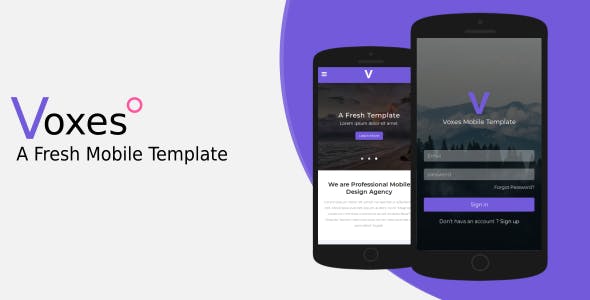 Voxes
A Fresh Mobile Template
V
A Fresh Template
Lorem ipsum dolor sit amet
Learn more
We are Professional Mobile
Design Agency
V
Voxes Mobile Template
Email
password
Forgot Password?
Sign in
Don't have an account ? Sign up